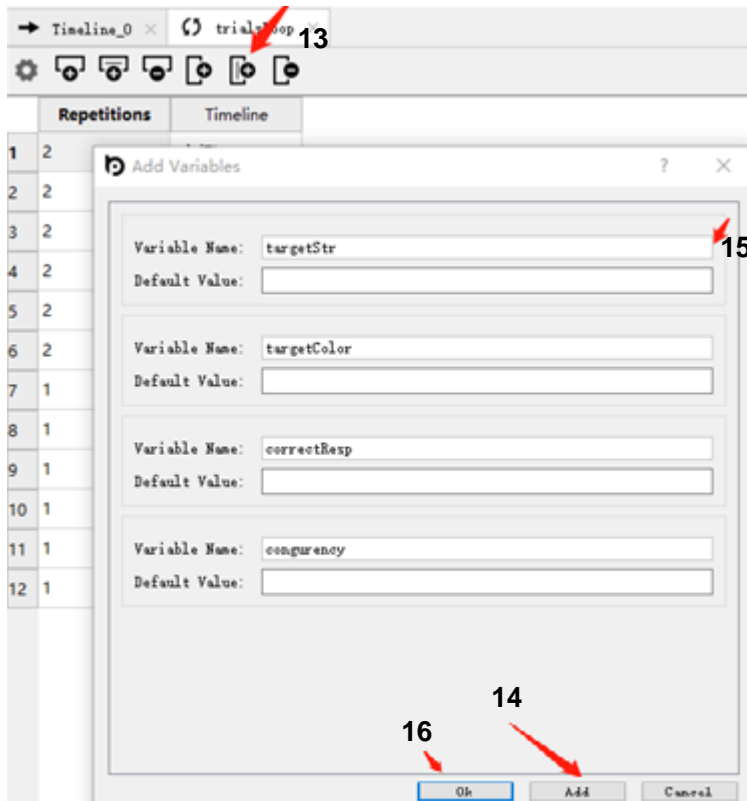 Timeline_0 × trialsLoop ×
13
Repetitions Timeline
1 2
Add Variables ? ×
2 2
3 2
Variable Name: targetStr
15
4 2
Default Value:
5 2
6 2
Variable Name: targetColor
7 1
Default Value:
8 1
Variable Name: correctResp
9 1
Default Value:
10 1
11 1
Variable Name: congurency
12 1
Default Value:
14
16
Ok Add Cancel